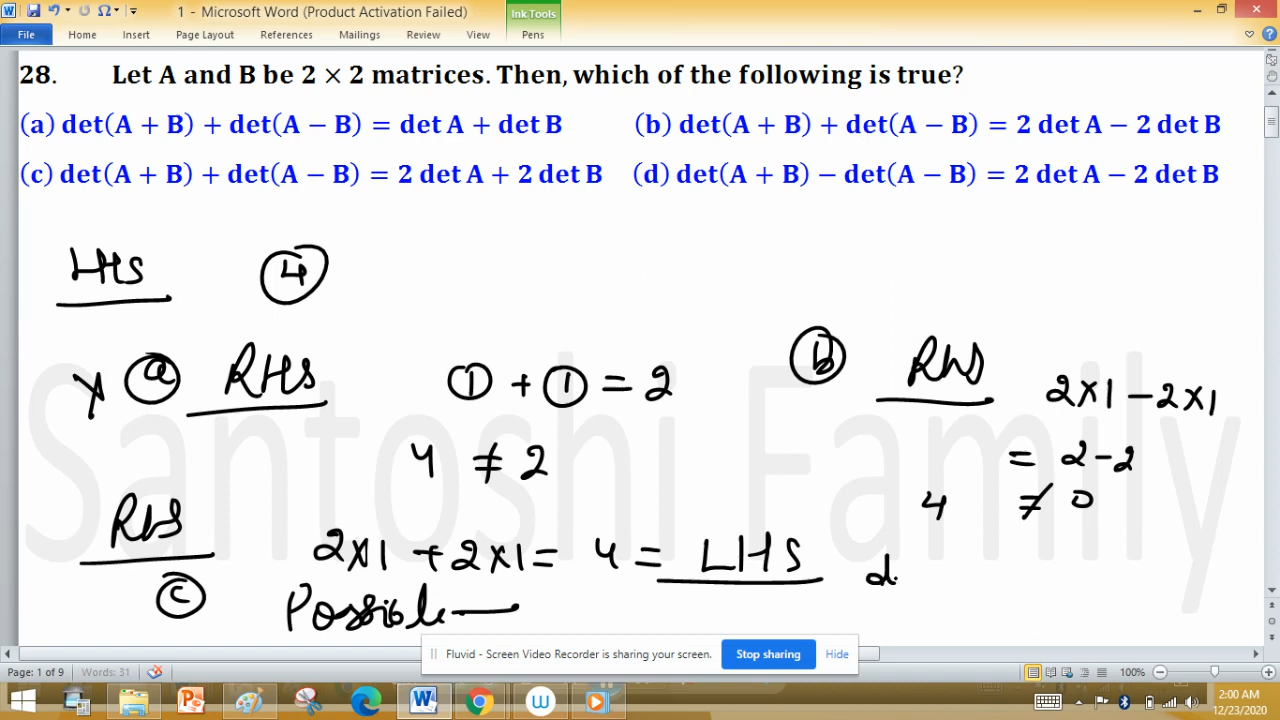 1 - Microsoft Word (Product Activation Failed)
Ink Tools
File Home Insert Page Layout References Mailings Review View Pens
28. Let A and B be 2 × 2 matrices. Then, which of the following is true?
(a) det(A + B) + det(A − B) = det A + det B (b) det(A + B) + det(A − B) = 2 det A − 2 det B
(c) det(A + B) + det(A − B) = 2 det A + 2 det B (d) det(A + B) − det(A − B) = 2 det A − 2 det B
LHS 4
a RHS 1 + 1 = 2
b RHS 2×1 − 2×1
4 ≠ 2
= 2 − 2
4 ≠ 0
RHS
c 2×1 + 2×1 = 4 = LHS
Possible
d
Santoshi Family
Fluvid - Screen Video Recorder is sharing your screen. Stop sharing Hide
Page: 1 of 9 Words: 31 100%
2:00 AM
12/23/2020